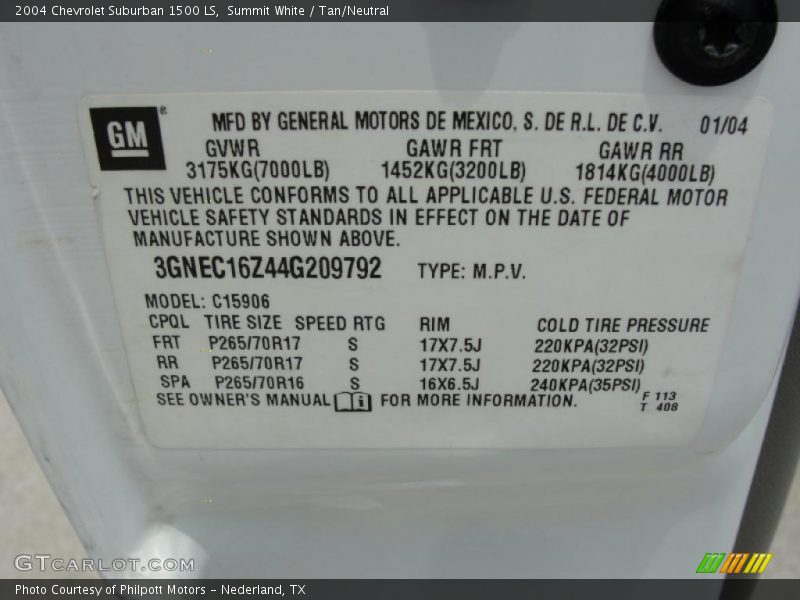 2004 Chevrolet Suburban 1500 LS, Summit White / Tan/Neutral
GM®
MFD BY GENERAL MOTORS DE MEXICO, S. DE R.L. DE C.V. 01/04
GVWR GAWR FRT GAWR RR
3175KG(7000LB) 1452KG(3200LB) 1814KG(4000LB)
THIS VEHICLE CONFORMS TO ALL APPLICABLE U.S. FEDERAL MOTOR
VEHICLE SAFETY STANDARDS IN EFFECT ON THE DATE OF
MANUFACTURE SHOWN ABOVE.
3GNEC16Z44G209792 TYPE: M.P.V.
MODEL: C15906
CPQL TIRE SIZE SPEED RTG RIM COLD TIRE PRESSURE
FRT P265/70R17 S 17X7.5J 220KPA(32PSI)
RR P265/70R17 S 17X7.5J 220KPA(32PSI)
SPA P265/70R16 S 16X6.5J 240KPA(35PSI)
SEE OWNER'S MANUAL i FOR MORE INFORMATION. F 113
T 408
GTCARLOT.COM
Photo Courtesy of Philpott Motors - Nederland, TX